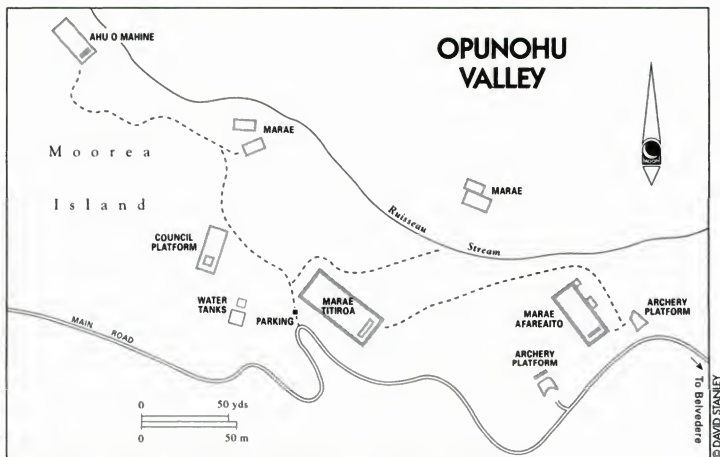 OPUNOHU
VALLEY
AHU O MAHINE
MARAE
Moorea
Island
MARAE
MOON
Ruisseau
Stream
COUNCIL
PLATFORM
WATER
TANKS
PARKING
MARAE
TITIROA
MARAE
AFAREAITO
ARCHERY
PLATFORM
MAIN ROAD
ARCHERY
PLATFORM
To Belvedere
0 50 yds
0 50 m
© DAVID STANLEY